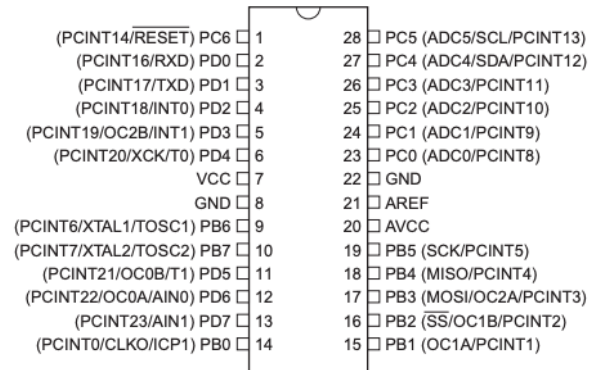 (PCINT14/RESET) PC6 1 28 PC5 (ADC5/SCL/PCINT13)
(PCINT16/RXD) PD0 2 27 PC4 (ADC4/SDA/PCINT12)
(PCINT17/TXD) PD1 3 26 PC3 (ADC3/PCINT11)
(PCINT18/INT0) PD2 4 25 PC2 (ADC2/PCINT10)
(PCINT19/OC2B/INT1) PD3 5 24 PC1 (ADC1/PCINT9)
(PCINT20/XCK/T0) PD4 6 23 PC0 (ADC0/PCINT8)
VCC 7 22 GND
GND 8 21 AREF
(PCINT6/XTAL1/TOSC1) PB6 9 20 AVCC
(PCINT7/XTAL2/TOSC2) PB7 10 19 PB5 (SCK/PCINT5)
(PCINT21/OC0B/T1) PD5 11 18 PB4 (MISO/PCINT4)
(PCINT22/OC0A/AIN0) PD6 12 17 PB3 (MOSI/OC2A/PCINT3)
(PCINT23/AIN1) PD7 13 16 PB2 (SS/OC1B/PCINT2)
(PCINT0/CLKO/ICP1) PB0 14 15 PB1 (OC1A/PCINT1)